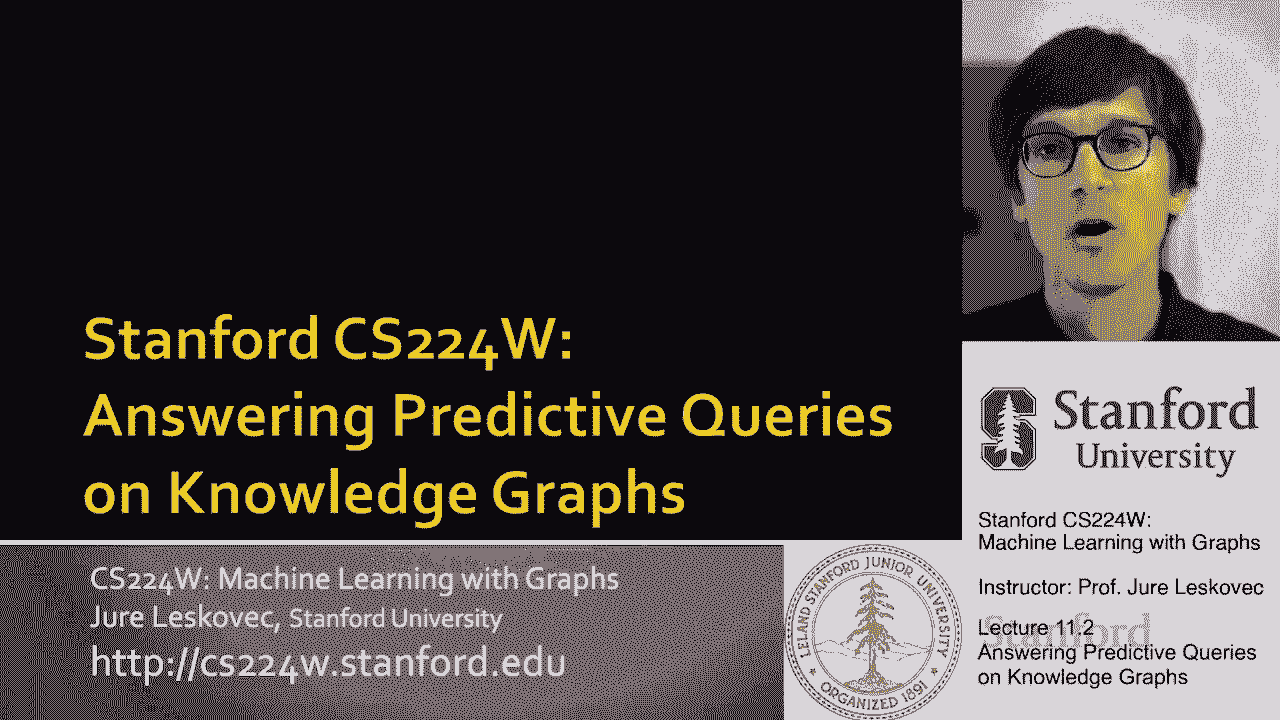 Stanford CS224W:
Answering Predictive Queries
on Knowledge Graphs
CS224W: Machine Learning with Graphs
Jure Leskovec, Stanford University
http://cs224w.stanford.edu
LELAND STANFORD JUNIOR UNIVERSITY
ORGANIZED 1891
Stanford
University
Stanford CS224W:
Machine Learning with Graphs
Instructor: Prof. Jure Leskovec
Stanford
Lecture 11.2
Answering Predictive Queries
on Knowledge Graphs